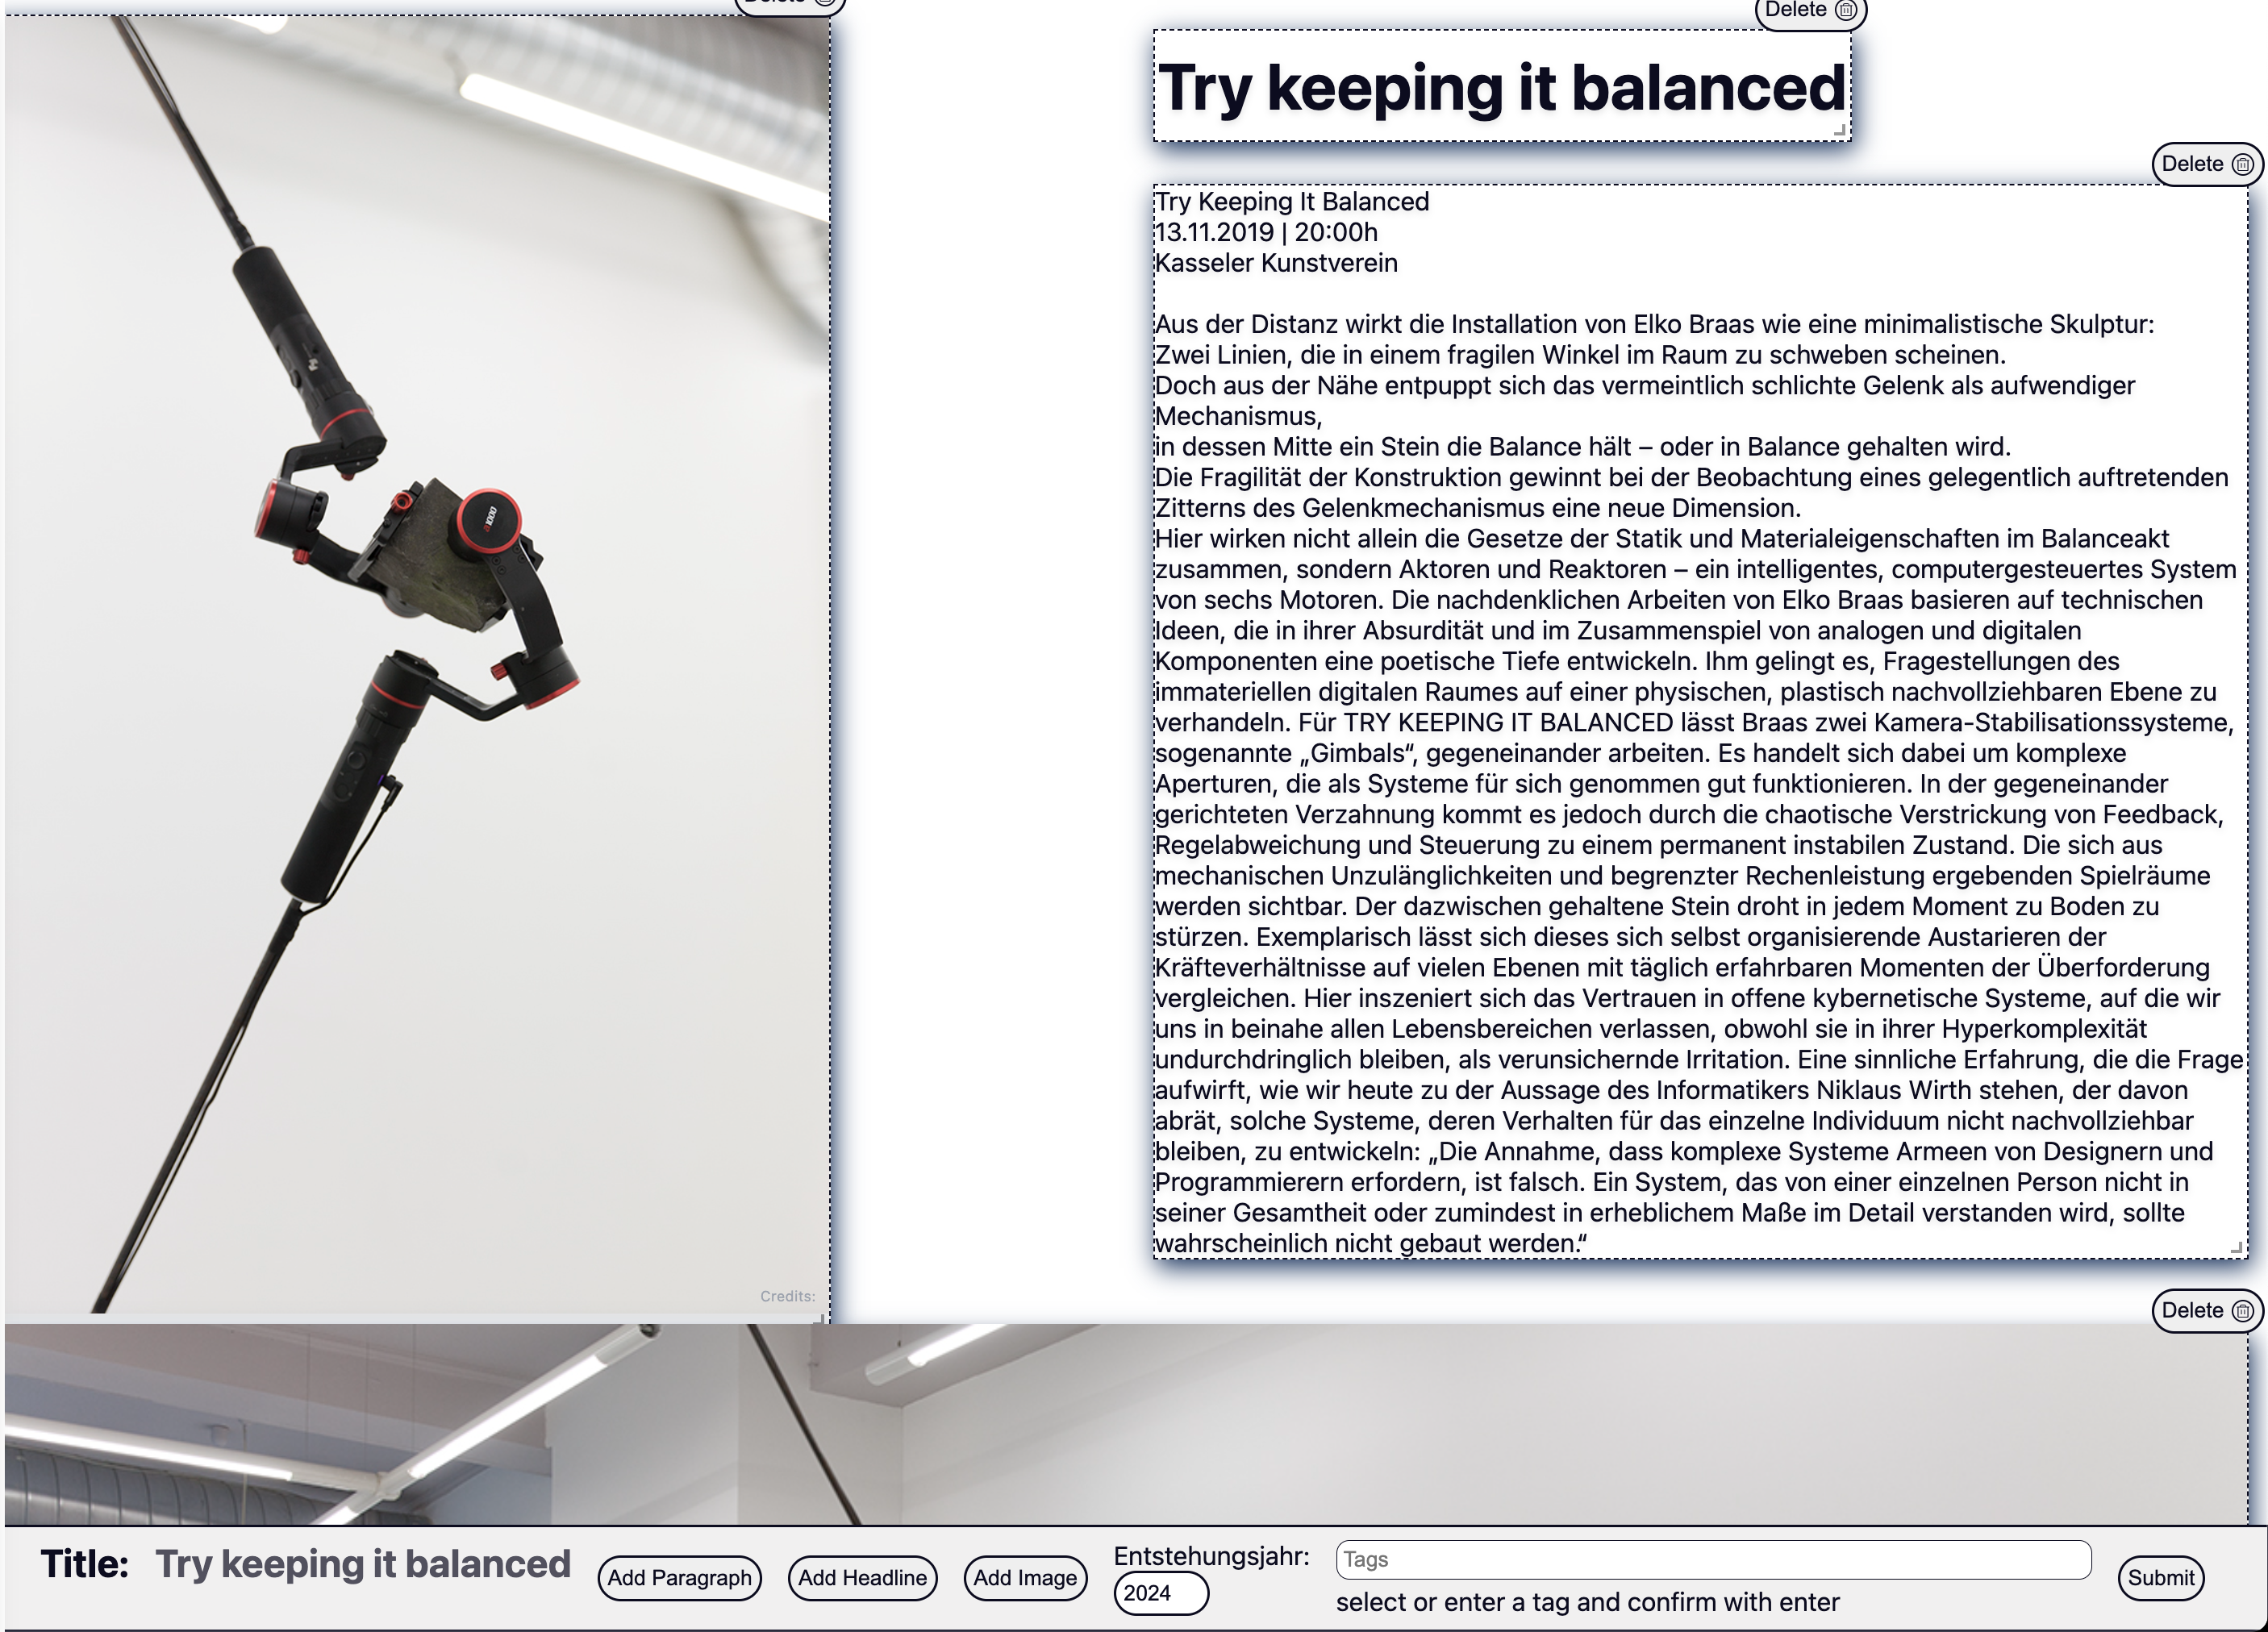 Delete
Delete
Try keeping it balanced
Delete
Try Keeping It Balanced
13.11.2019 | 20:00h
Kasseler Kunstverein
Aus der Distanz wirkt die Installation von Elko Braas wie eine minimalistische Skulptur:
Zwei Linien, die in einem fragilen Winkel im Raum zu schweben scheinen.
Doch aus der Nähe entpuppt sich das vermeintlich schlichte Gelenk als aufwendiger
Mechanismus,
in dessen Mitte ein Stein die Balance hält – oder in Balance gehalten wird.
Die Fragilität der Konstruktion gewinnt bei der Beobachtung eines gelegentlich auftretenden
Zitterns des Gelenkmechanismus eine neue Dimension.
Hier wirken nicht allein die Gesetze der Statik und Materialeigenschaften im Balanceakt
zusammen, sondern Aktoren und Reaktoren – ein intelligentes, computergesteuertes System
von sechs Motoren. Die nachdenklichen Arbeiten von Elko Braas basieren auf technischen
Ideen, die in ihrer Absurdität und im Zusammenspiel von analogen und digitalen
Komponenten eine poetische Tiefe entwickeln. Ihm gelingt es, Fragestellungen des
immateriellen digitalen Raumes auf einer physischen, plastisch nachvollziehbaren Ebene zu
verhandeln. Für TRY KEEPING IT BALANCED lässt Braas zwei Kamera-Stabilisationssysteme,
sogenannte „Gimbals“, gegeneinander arbeiten. Es handelt sich dabei um komplexe
Aperturen, die als Systeme für sich genommen gut funktionieren. In der gegeneinander
gerichteten Verzahnung kommt es jedoch durch die chaotische Verstrickung von Feedback,
Regelabweichung und Steuerung zu einem permanent instabilen Zustand. Die sich aus
mechanischen Unzulänglichkeiten und begrenzter Rechenleistung ergebenden Spielräume
werden sichtbar. Der dazwischen gehaltene Stein droht in jedem Moment zu Boden zu
stürzen. Exemplarisch lässt sich dieses sich selbst organisierende Austarieren der
Kräfteverhältnisse auf vielen Ebenen mit täglich erfahrbaren Momenten der Überforderung
vergleichen. Hier inszeniert sich das Vertrauen in offene kybernetische Systeme, auf die wir
uns in beinahe allen Lebensbereichen verlassen, obwohl sie in ihrer Hyperkomplexität
undurchdringlich bleiben, als verunsichernde Irritation. Eine sinnliche Erfahrung, die die Frage
aufwirft, wie wir heute zu der Aussage des Informatikers Niklaus Wirth stehen, der davon
abrät, solche Systeme, deren Verhalten für das einzelne Individuum nicht nachvollziehbar
bleiben, zu entwickeln: „Die Annahme, dass komplexe Systeme Armeen von Designern und
Programmierern erfordern, ist falsch. Ein System, das von einer einzelnen Person nicht in
seiner Gesamtheit oder zumindest in erheblichem Maße im Detail verstanden wird, sollte
wahrscheinlich nicht gebaut werden.“
Credits:
Delete
Title: Try keeping it balanced
Add Paragraph
Add Headline
Add Image
Entstehungsjahr:
2024
Tags
select or enter a tag and confirm with enter
Submit